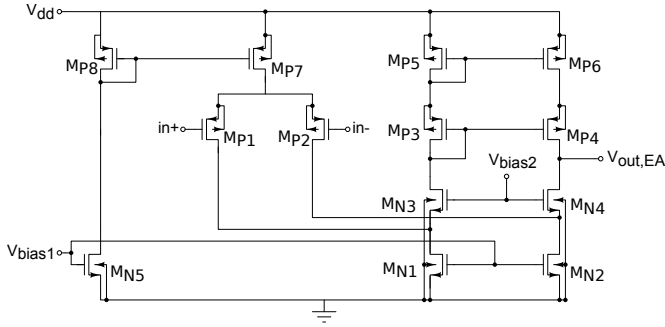 Vdd
MP8
MP7
MP5
MP6
in+
MP1
MP2
in-
MP3
MP4
Vbias2
Vout,EA
MN3
MN4
Vbias1
MN5
MN1
MN2